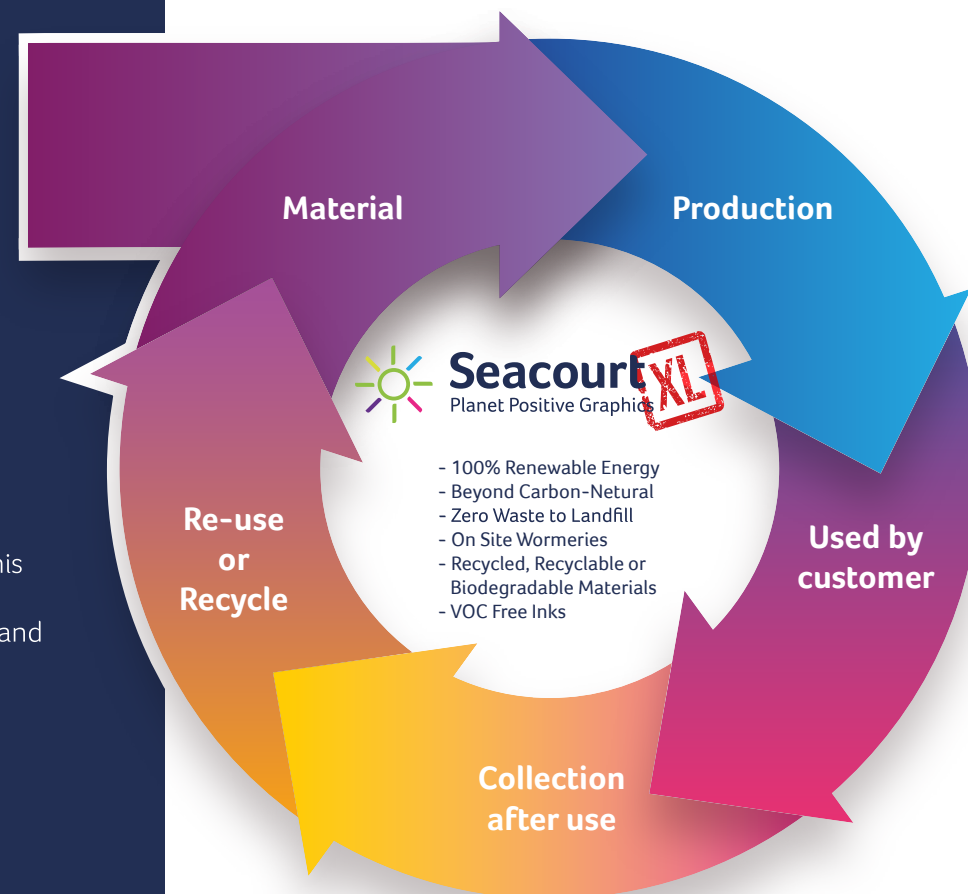 Material
Production
Seacourt XL
Planet Positive Graphics
- 100% Renewable Energy
- Beyond Carbon-Netural
- Zero Waste to Landfill
- On Site Wormeries
- Recycled, Recyclable or
Biodegradable Materials
- VOC Free Inks
Used by
customer
Collection
after use
Re-use
or
Recycle
and